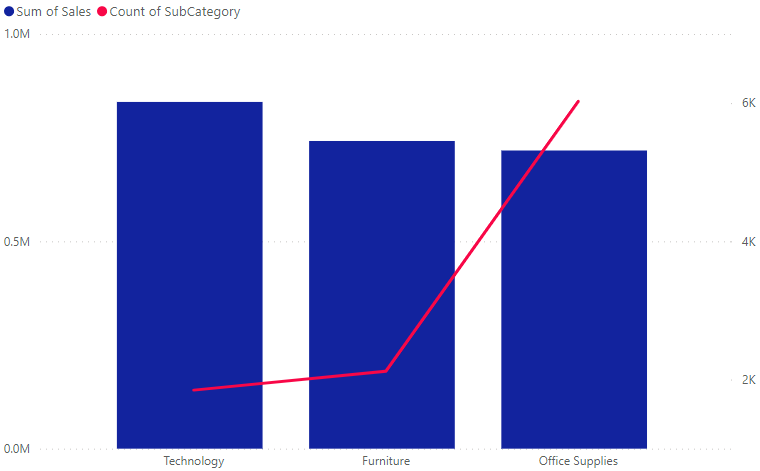 Sum of Sales Count of SubCategory
1.0M
6K
0.5M
4K
2K
0.0M
Technology Furniture Office Supplies